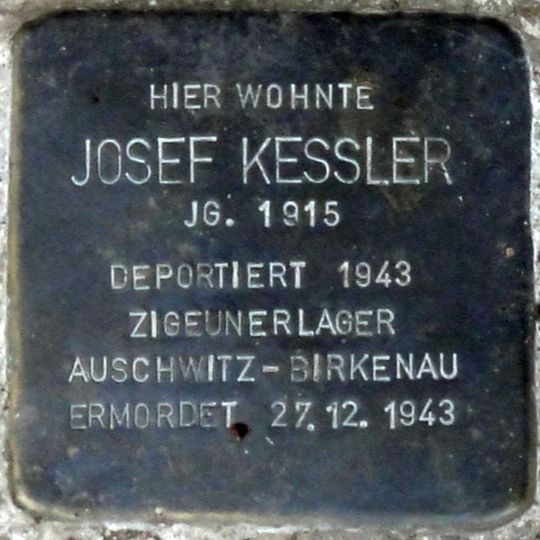 HIER WOHNTE
JOSEF KESSLER
JG. 1915
DEPORTIERT 1943
ZIGEUNERLAGER
AUSCHWITZ-BIRKENAU
ERMORDET 27.12.1943